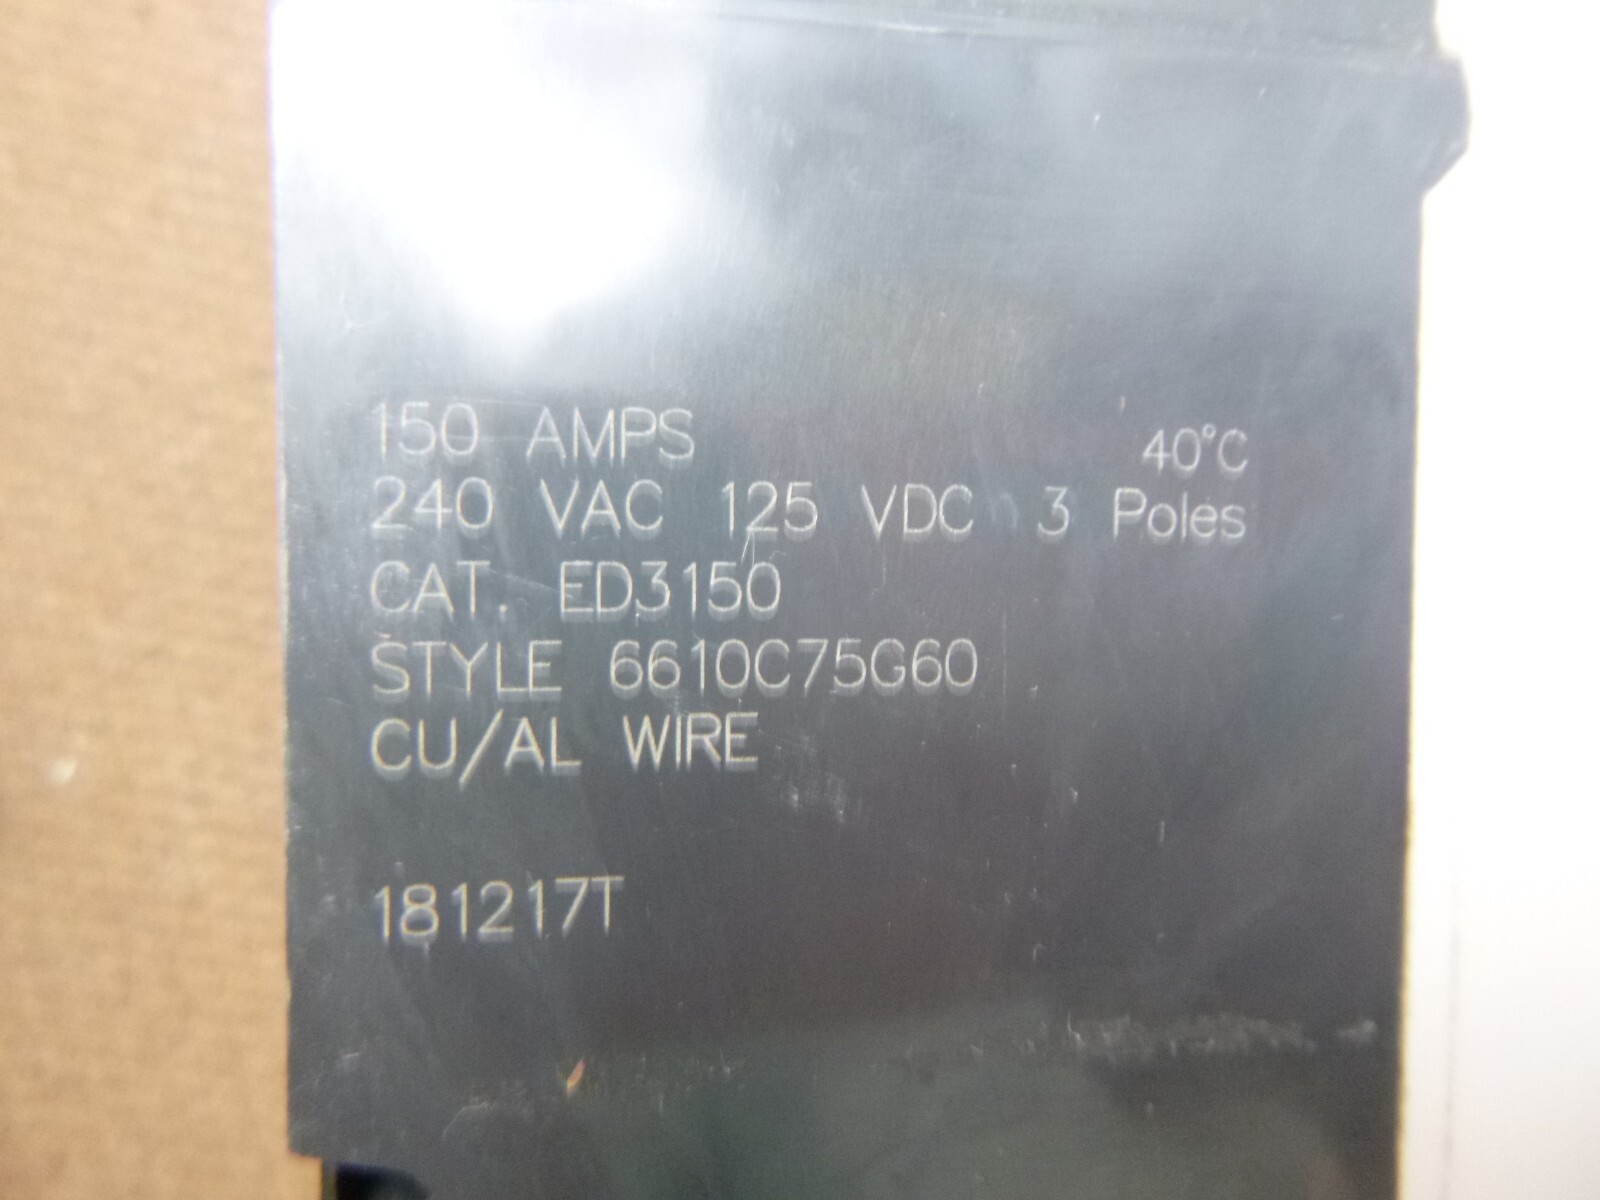 150 AMPS 40°C
240 VAC 125 VDC 3 Poles
CAT. ED3150
STYLE 6610C75G60
CU/AL WIRE
181217T